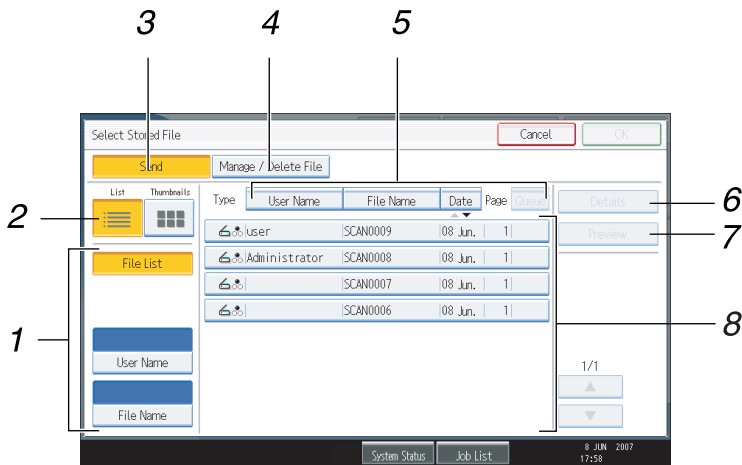 3 4 5
Select Stored File Cancel OK
Send Manage / Delete File
List Thumbnails Type User Name File Name Date Page Queue Details 6
2 user SCAN0009 08 Jun. 1 Preview 7
File List Administrator SCAN0008 08 Jun. 1
SCAN0007 08 Jun. 1
SCAN0006 08 Jun. 1
1 8
User Name 1/1
File Name
System Status Job List 8 JUN 2007
17:58